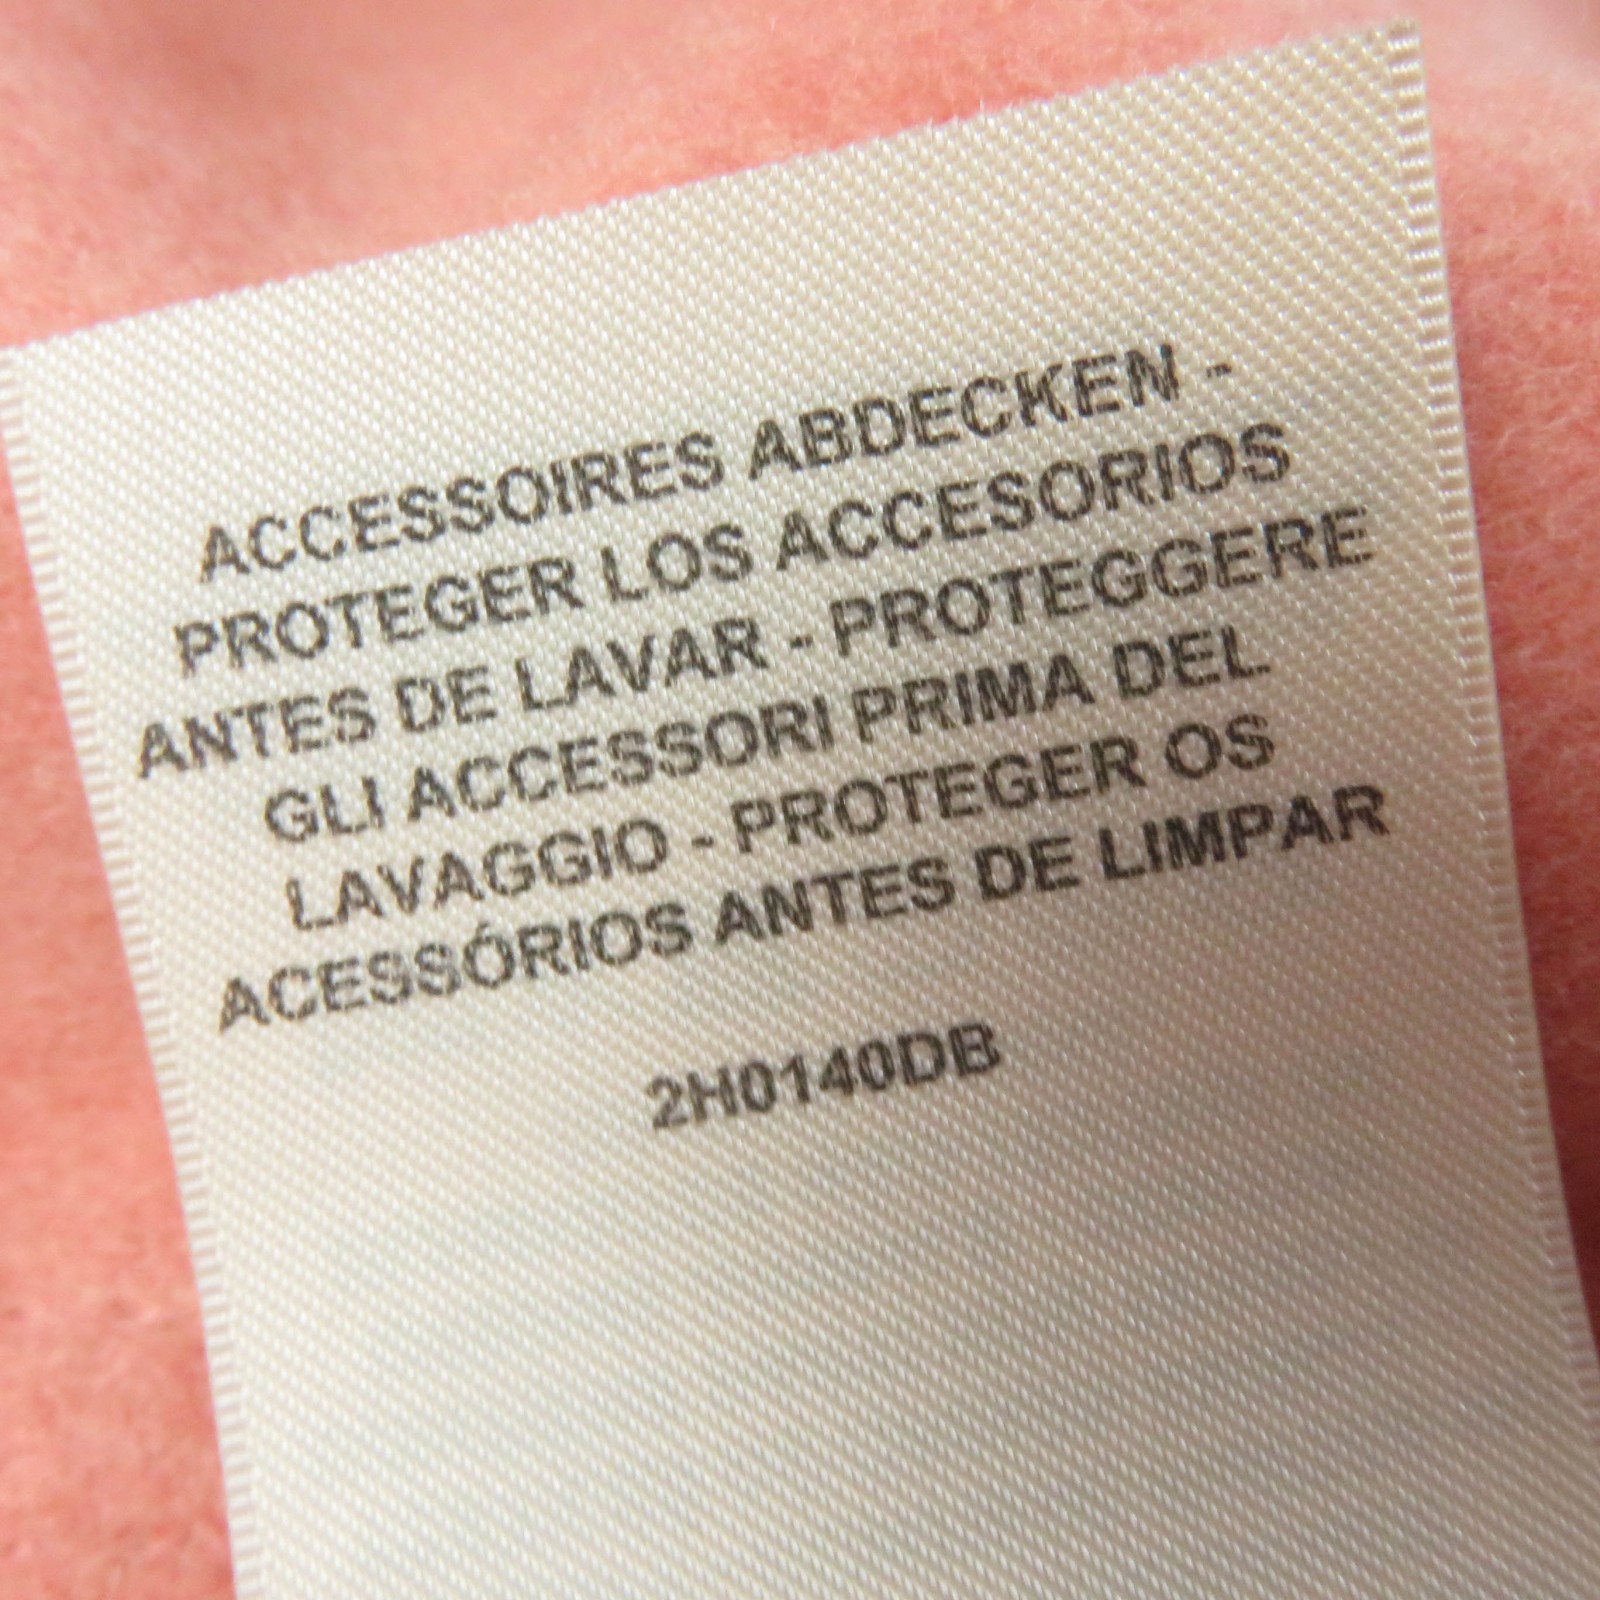 ACCESSOIRES ABDECKEN -
PROTEGER LOS ACCESORIOS
ANTES DE LAVAR - PROTEGGERE
GLI ACCESSORI PRIMA DEL
LAVAGGIO - PROTEGER OS
ACESSÓRIOS ANTES DE LIMPAR
2H0140DB